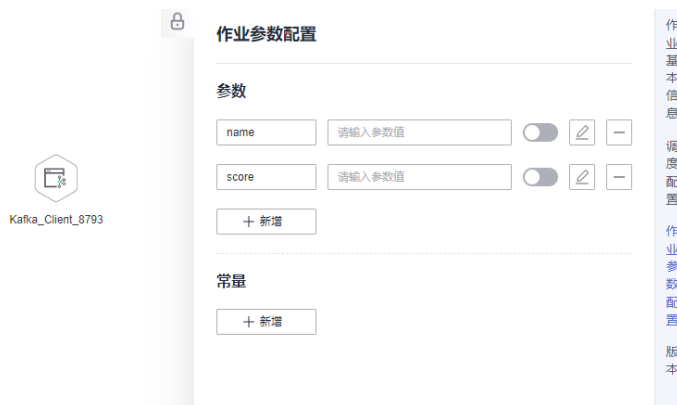 作业参数配置
参数
name 请输入参数值
score 请输入参数值
+ 新增
常量
+ 新增
Kafka_Client_8793
作业基本信息
调度配置
作业参数配置
版本